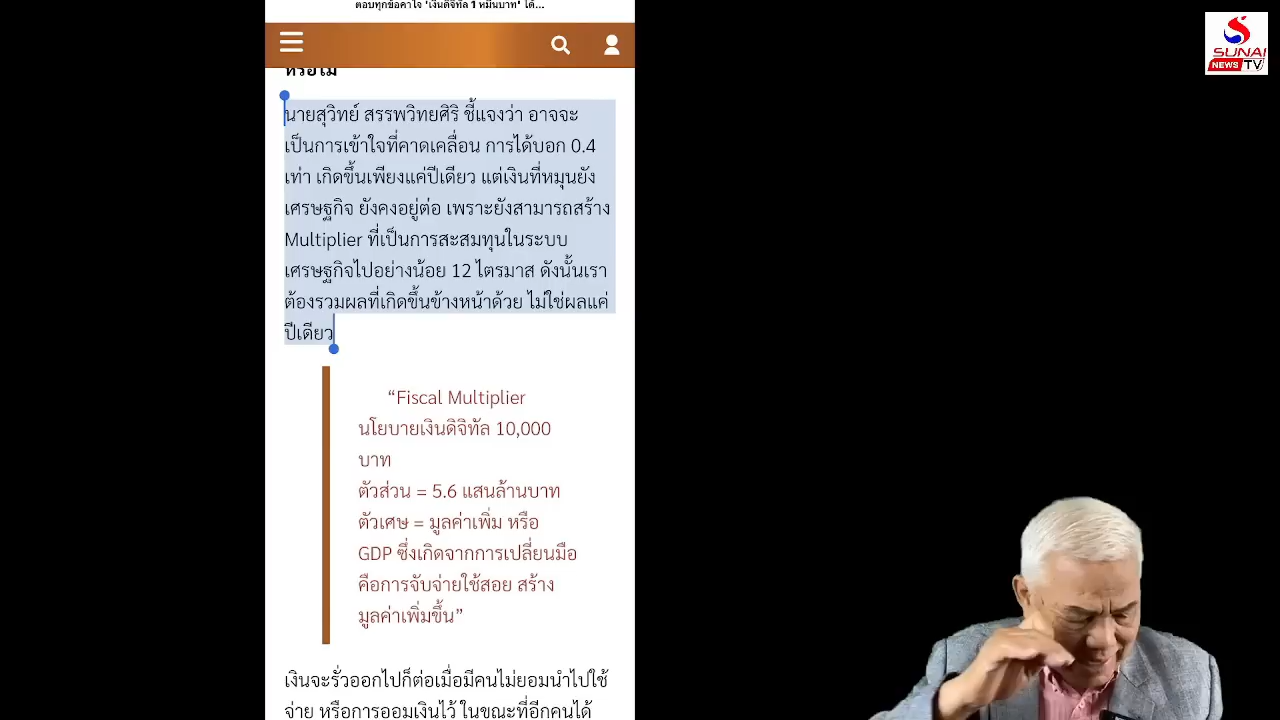 ตอบทุกข้อคาใจ 'เงินดิจิทัล 1 หมื่นบาท' ได้...
SUNAI
NEWS TV
หรือไม่
นายสุวิทย์ สรรพวิทยศิริ ชี้แจงว่า อาจจะ
เป็นการเข้าใจที่คาดเคลื่อน การได้บอก 0.4
เท่า เกิดขึ้นเพียงแค่ปีเดียว แต่เงินที่หมุนยัง
เศรษฐกิจ ยังคงอยู่ต่อ เพราะยังสามารถสร้าง
Multiplier ที่เป็นการสะสมทุนในระบบ
เศรษฐกิจไปอย่างน้อย 12 ไตรมาส ดังนั้นเรา
ต้องรวมผลที่เกิดขึ้นข้างหน้าด้วย ไม่ใช่ผลแค่
ปีเดียว
“Fiscal Multiplier
นโยบายเงินดิจิทัล 10,000
บาท
ตัวส่วน = 5.6 แสนล้านบาท
ตัวเศษ = มูลค่าเพิ่ม หรือ
GDP ซึ่งเกิดจากการเปลี่ยนมือ
คือการจับจ่ายใช้สอย สร้าง
มูลค่าเพิ่มขึ้น”
เงินจะรั่วออกไปก็ต่อเมื่อมีคนไม่ยอมนำไปใช้
จ่าย หรือการออมเงินไว้ ในขณะที่อีกคนได้